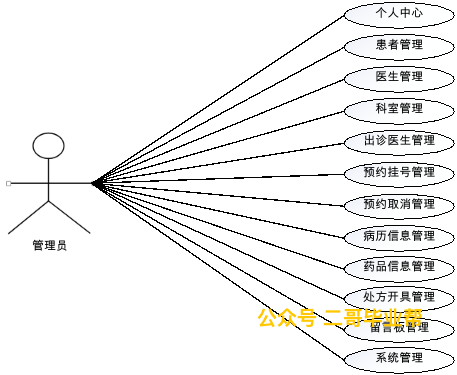 个人中心
患者管理
医生管理
科室管理
出诊医生管理
预约挂号管理
预约取消管理
病历信息管理
药品信息管理
处方开具管理
留言板管理
系统管理
管理员
公众号 二哥毕业帮